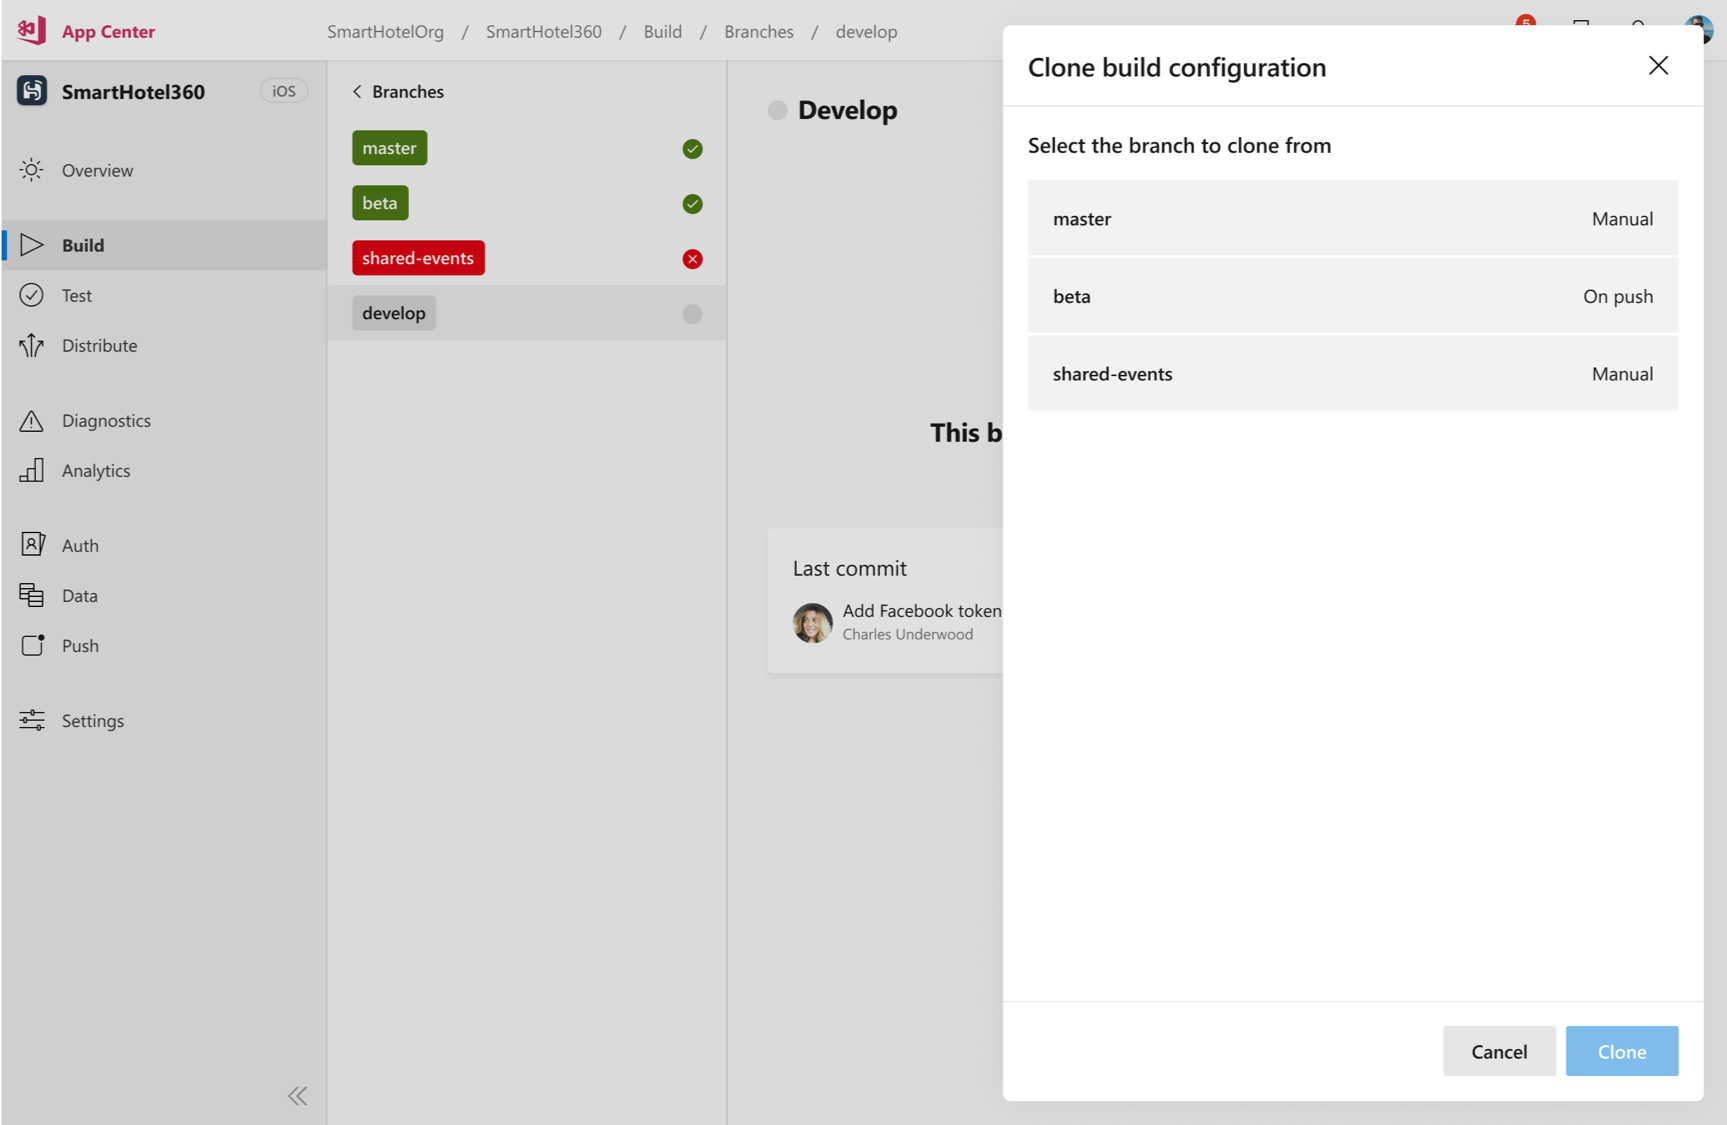 App Center
SmartHotelOrg / SmartHotel360 / Build / Branches / develop
5
SmartHotel360 iOS
Overview
Build
Test
Distribute
Diagnostics
Analytics
Auth
Data
Push
Settings
Branches
master
beta
shared-events
develop
Develop
This b
Last commit
Add Facebook token
Charles Underwood
Clone build configuration
Select the branch to clone from
master Manual
beta On push
shared-events Manual
Cancel Clone